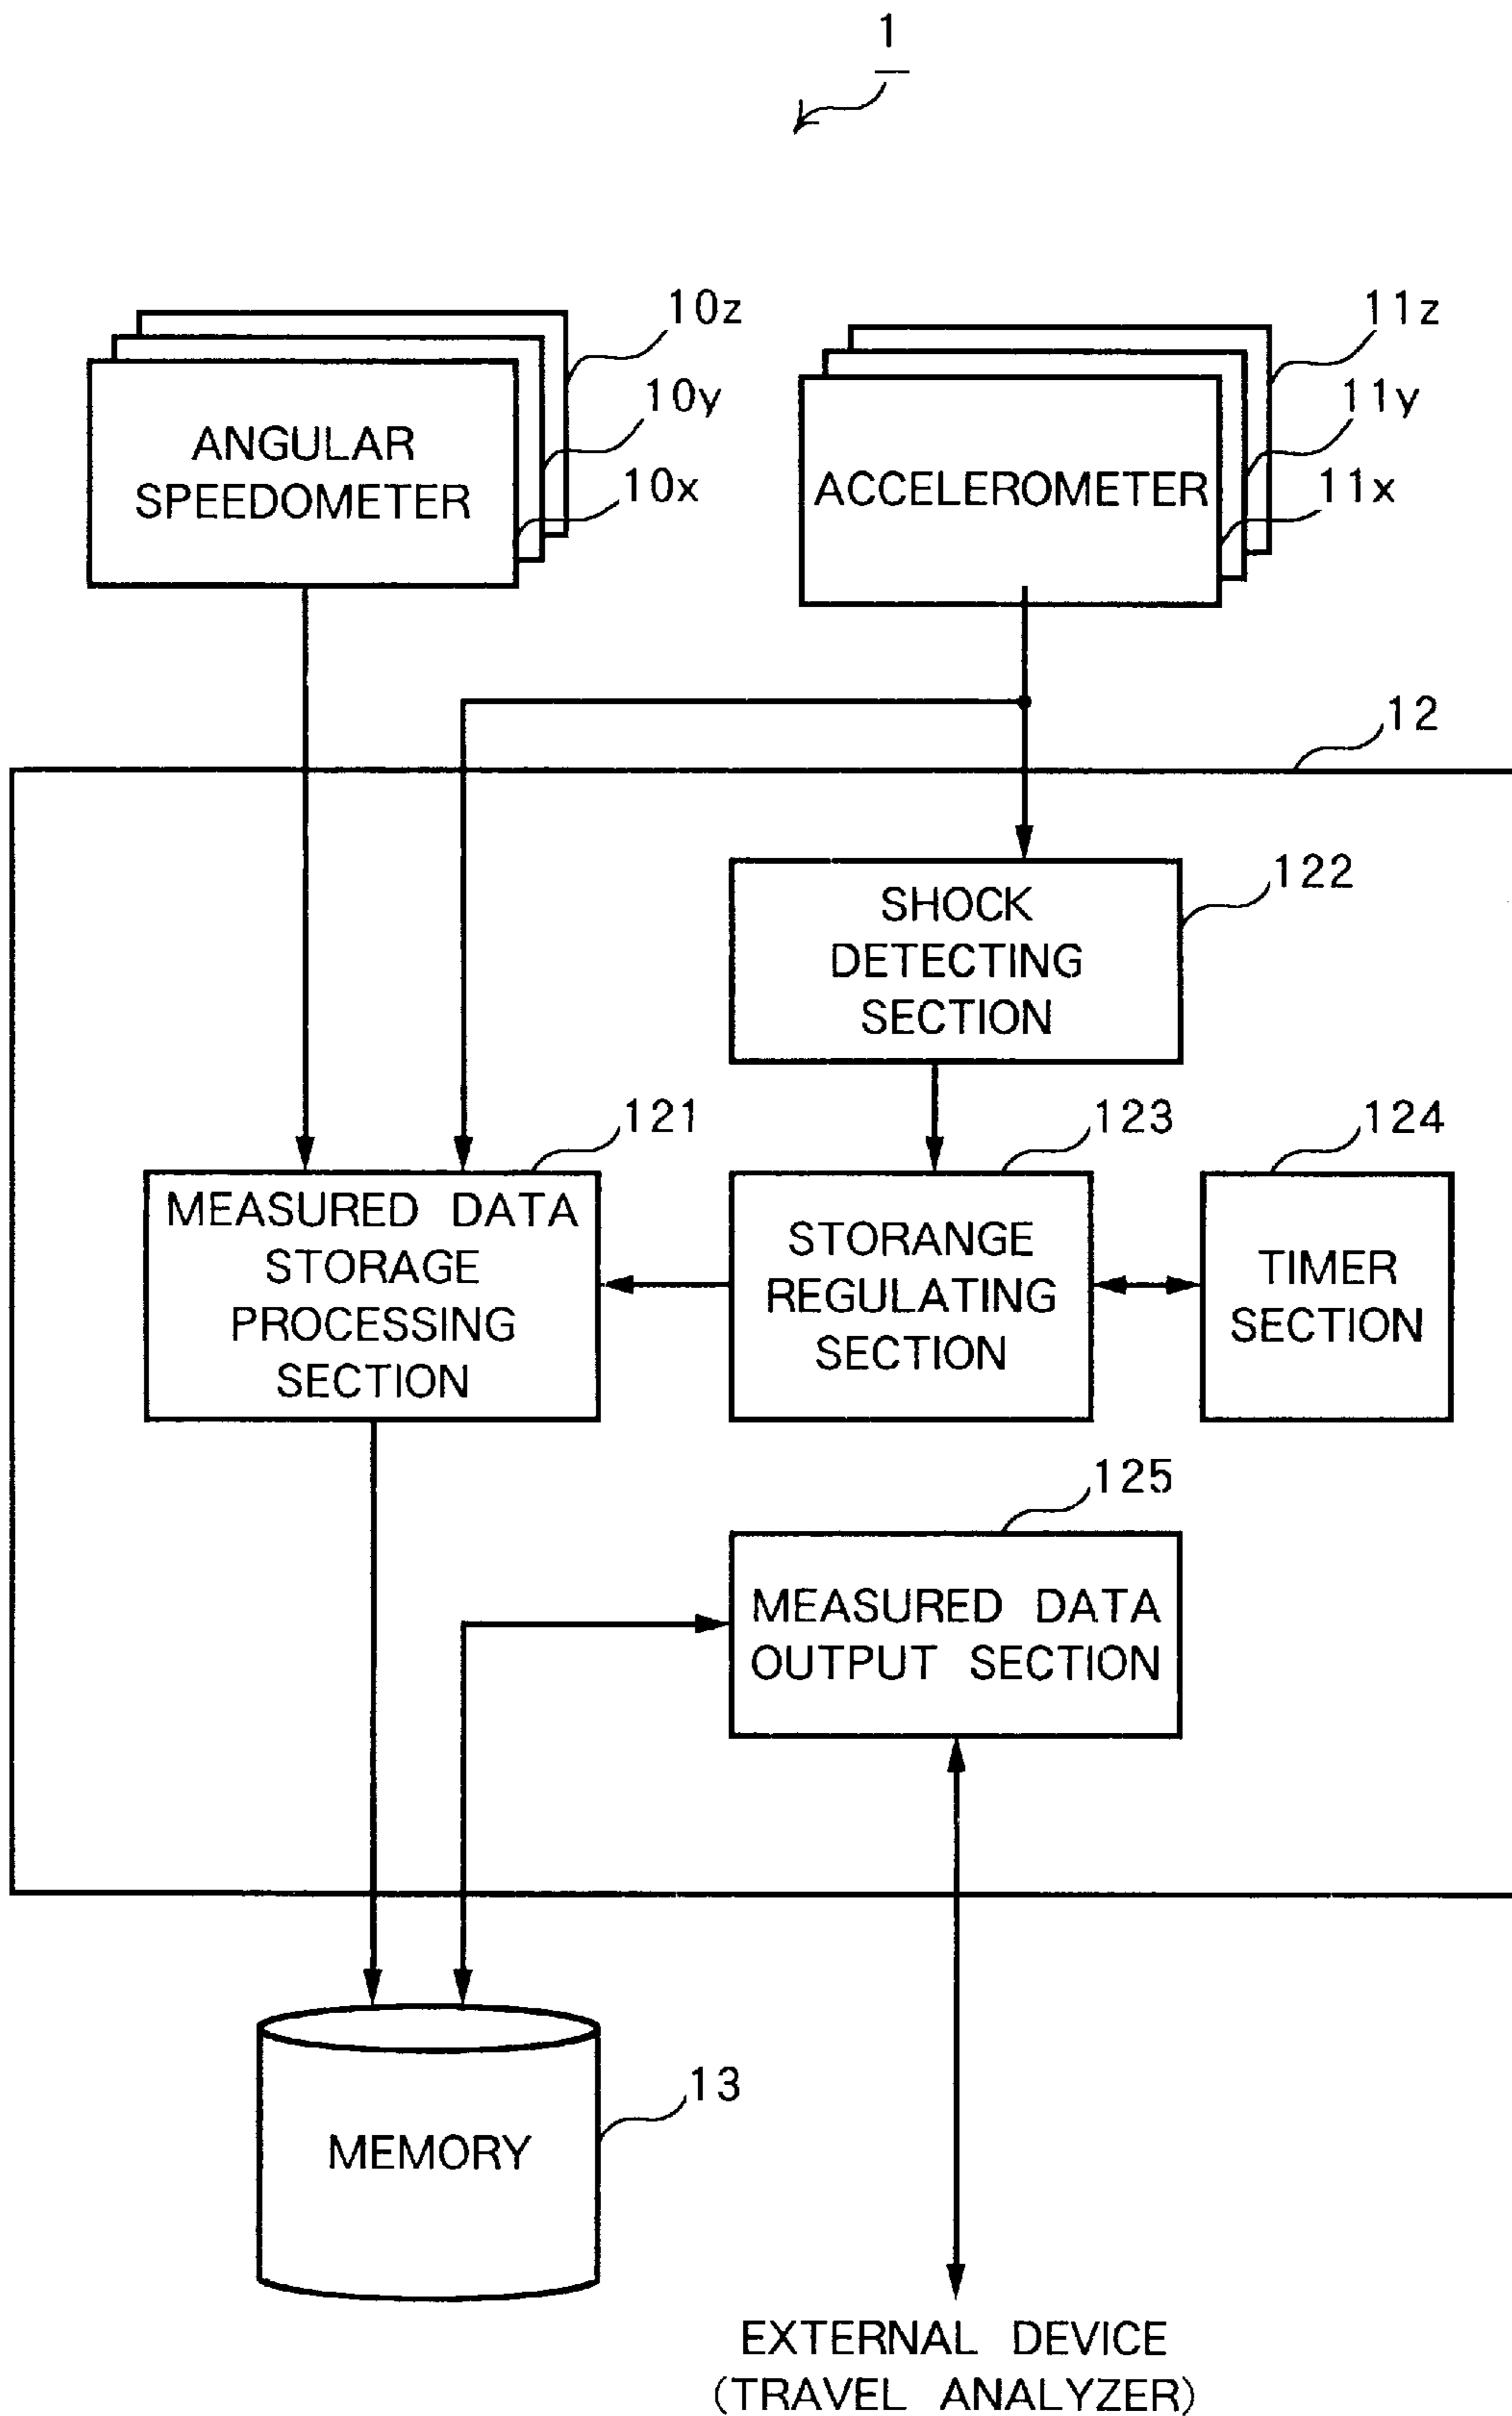 1
10z
11z
10y
11y
ANGULAR
SPEEDOMETER
10x
ACCELEROMETER
11x
12
SHOCK
DETECTING
SECTION
122
121
123
124
MEASURED DATA
STORAGE
PROCESSING
SECTION
STORANGE
REGULATING
SECTION
TIMER
SECTION
125
MEASURED DATA
OUTPUT SECTION
13
MEMORY
EXTERNAL DEVICE
(TRAVEL ANALYZER)